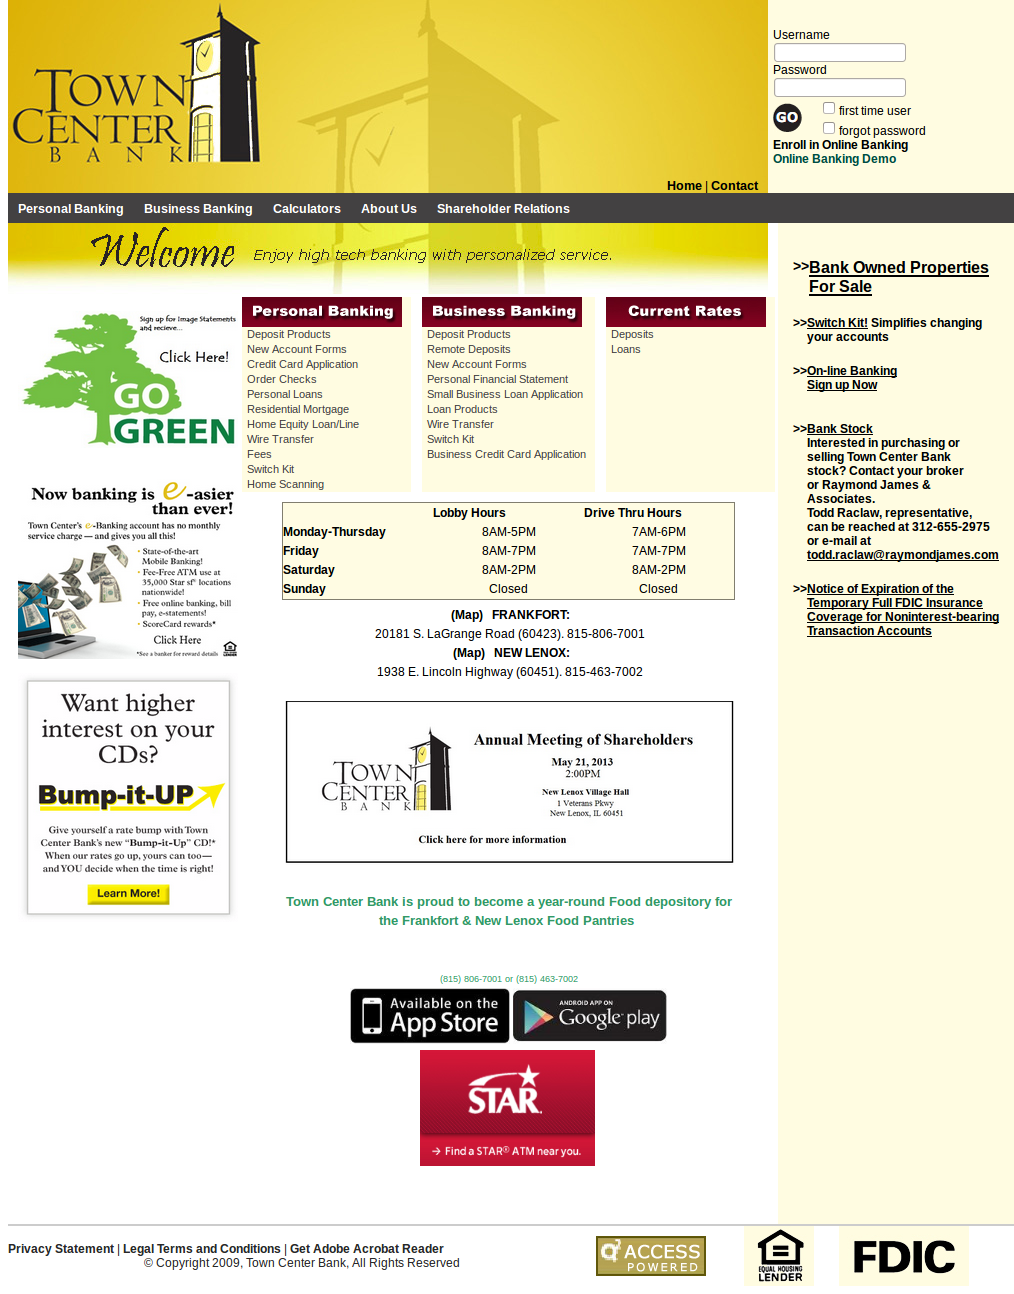 TOWN
CENTER
BANK
Username
Password
GO
first time user
forgot password
Enroll in Online Banking
Online Banking Demo
Home | Contact
Personal Banking
Business Banking
Calculators
About Us
Shareholder Relations
Welcome
Enjoy high tech banking with personalized service.
Sign up for Image Statements
and recieve...
Click Here!
GO
GREEN
Now banking is e-asier
than ever!
Town Center's e-Banking account has no monthly
service charge — and gives you all this!
• State-of-the-art
Mobile Banking!
• Fee-Free ATM use at
35,000 Star sf® locations
nationwide!
• Free online banking, bill
pay, e-statements!
• ScoreCard rewards*
Click Here
*See a banker for reward details
Want higher
interest on your
CDs?
Bump-it-UP
Give yourself a rate bump with Town
Center Bank's new “Bump-it-Up” CD!*
When our rates go up, yours can too—
and YOU decide when the time is right!
Learn More!
Personal Banking
Deposit Products
New Account Forms
Credit Card Application
Order Checks
Personal Loans
Residential Mortgage
Home Equity Loan/Line
Wire Transfer
Fees
Switch Kit
Home Scanning
Business Banking
Deposit Products
Remote Deposits
New Account Forms
Personal Financial Statement
Small Business Loan Application
Loan Products
Wire Transfer
Switch Kit
Business Credit Card Application
Current Rates
Deposits
Loans
Lobby Hours Drive Thru Hours
Monday-Thursday 8AM-5PM 7AM-6PM
Friday 8AM-7PM 7AM-7PM
Saturday 8AM-2PM 8AM-2PM
Sunday Closed Closed
(Map) FRANKFORT:
20181 S. LaGrange Road (60423). 815-806-7001
(Map) NEW LENOX:
1938 E. Lincoln Highway (60451). 815-463-7002
TOWN
CENTER
BANK
Annual Meeting of Shareholders
May 21, 2013
2:00PM
New Lenox Village Hall
1 Veterans Pkwy
New Lenox, IL 60451
Click here for more information
Town Center Bank is proud to become a year-round Food depository for
the Frankfort & New Lenox Food Pantries
(815) 806-7001 or (815) 463-7002
Available on the
App Store
ANDROID APP ON
Google play
STAR
→ Find a STAR® ATM near you.
>>Bank Owned Properties
For Sale
>>Switch Kit! Simplifies changing
your accounts
>>On-line Banking
Sign up Now
>>Bank Stock
Interested in purchasing or
selling Town Center Bank
stock? Contact your broker
or Raymond James &
Associates.
Todd Raclaw, representative,
can be reached at 312-655-2975
or e-mail at
todd.raclaw@raymondjames.com
>>Notice of Expiration of the
Temporary Full FDIC Insurance
Coverage for Noninterest-bearing
Transaction Accounts
Privacy Statement | Legal Terms and Conditions | Get Adobe Acrobat Reader
© Copyright 2009, Town Center Bank, All Rights Reserved
ACCESS
POWERED
EQUAL HOUSING
LENDER
FDIC